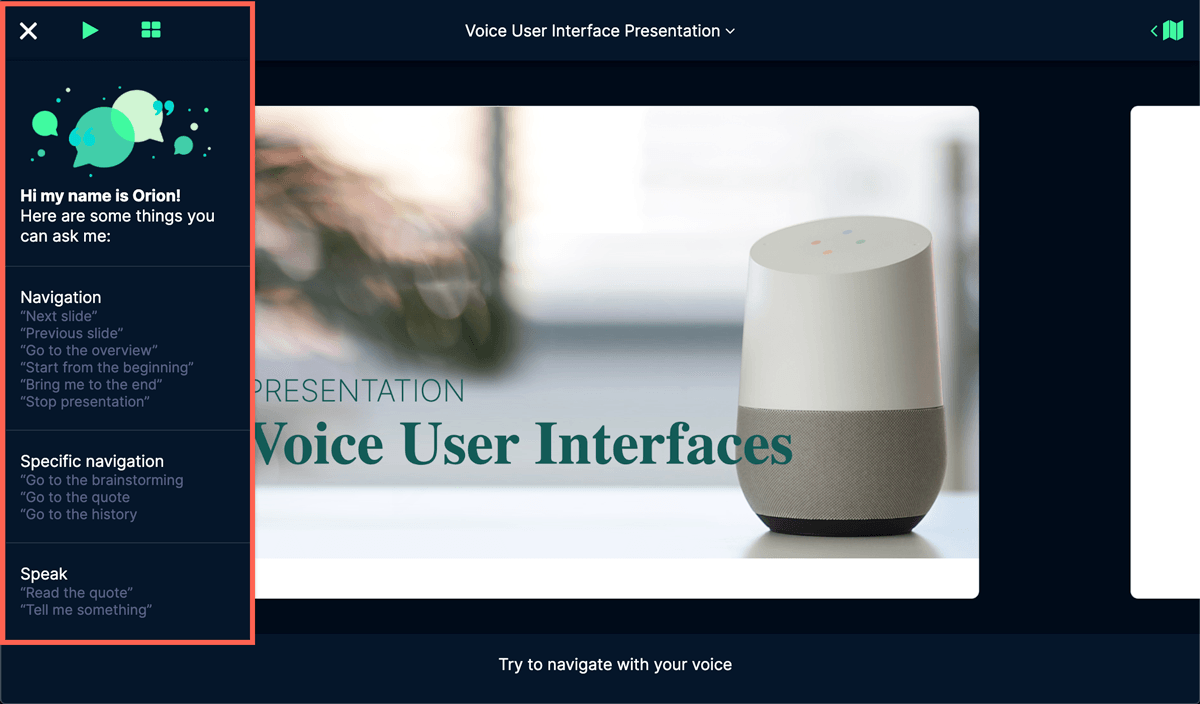 Voice User Interface Presentation
Hi my name is Orion!
Here are some things you
can ask me:
Navigation
“Next slide”
“Previous slide”
“Go to the overview”
“Start from the beginning”
“Bring me to the end”
“Stop presentation”
Specific navigation
“Go to the brainstorming
“Go to the quote
“Go to the history
Speak
“Read the quote”
“Tell me something”
PRESENTATION
Voice User Interfaces
Try to navigate with your voice